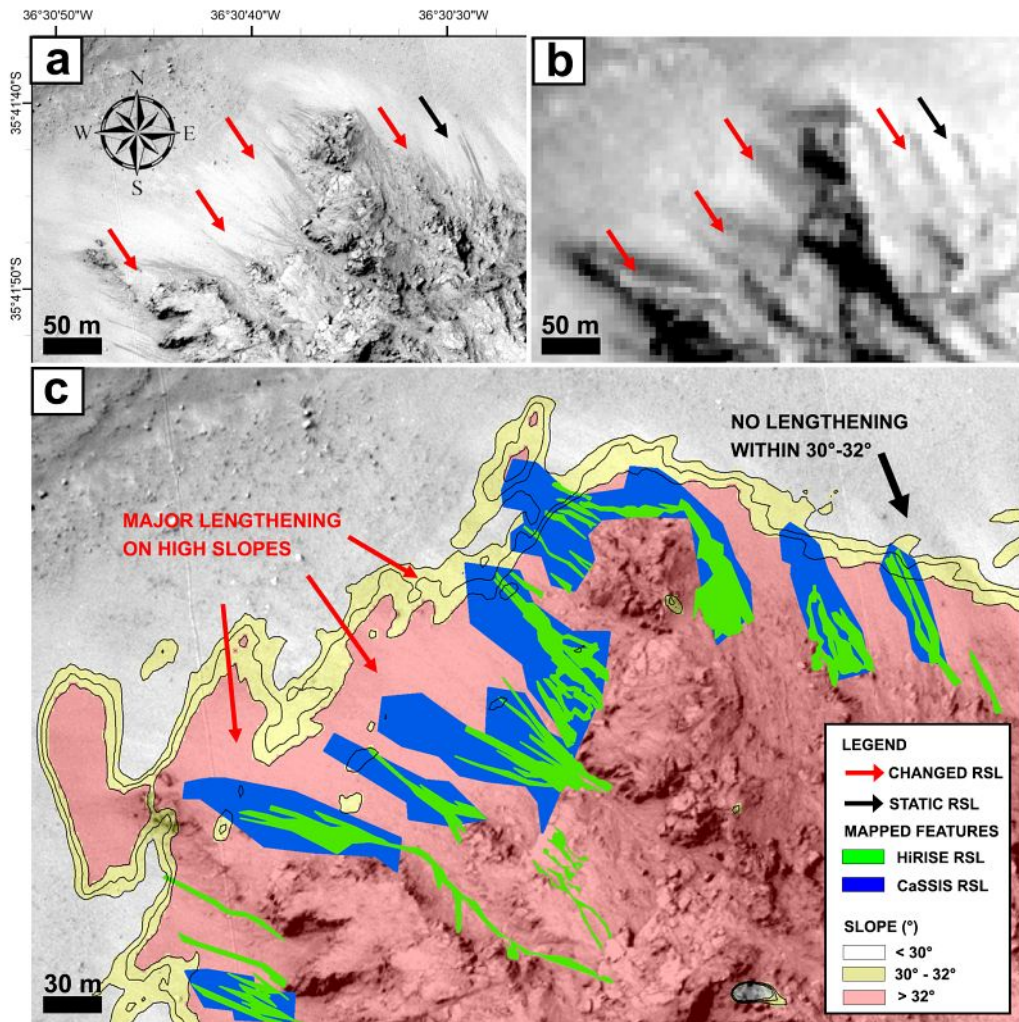 36°30'50"W
36°30'40"W
36°30'30"W
35°41'40"S
35°41'50"S
a
N
W
E
S
50 m
b
50 m
c
NO LENGTHENING
WITHIN 30°-32°
MAJOR LENGTHENING
ON HIGH SLOPES
30 m
LEGEND
CHANGED RSL
STATIC RSL
MAPPED FEATURES
HiRISE RSL
CaSSIS RSL
SLOPE (°)
< 30°
30° - 32°
> 32°